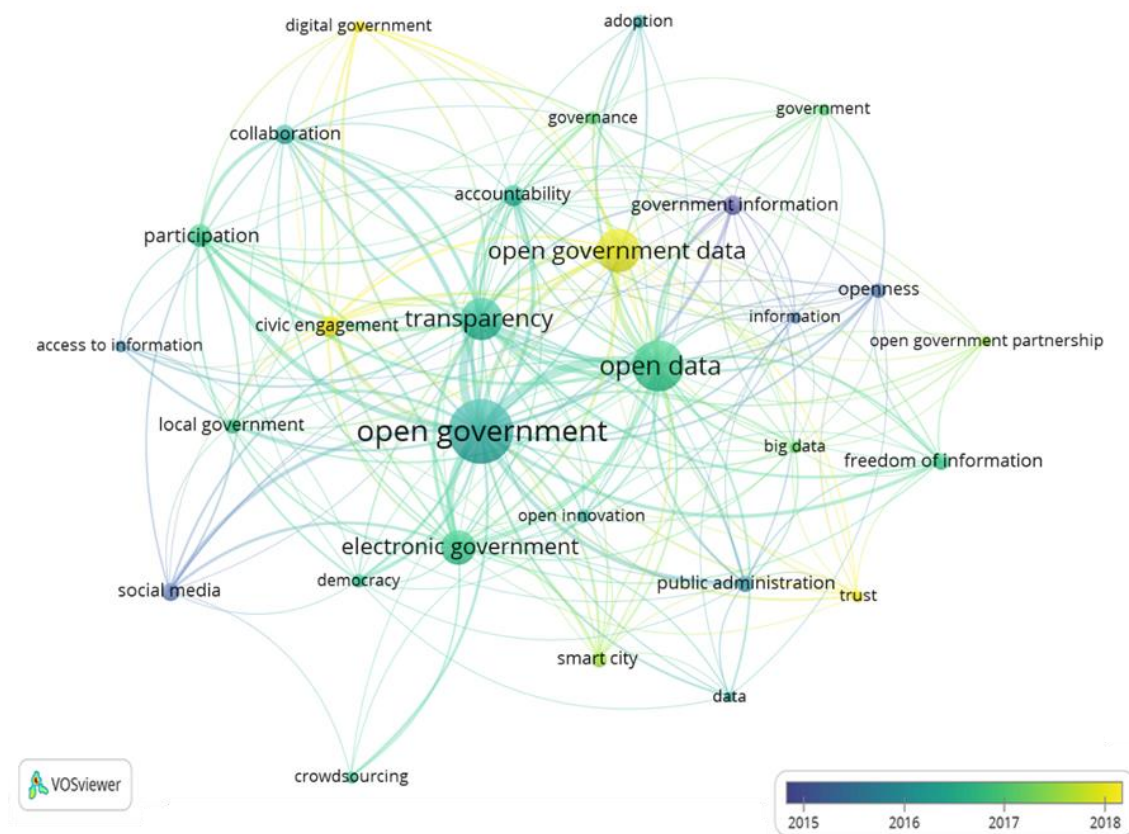 digital government
adoption
governance
government
collaboration
accountability
government information
participation
open government data
openness
civic engagement
transparency
information
access to information
open government partnership
open data
local government
open government
big data
freedom of information
open innovation
electronic government
democracy
public administration
social media
trust
smart city
data
crowdsourcing
VOSviewer
2015 2016 2017 2018